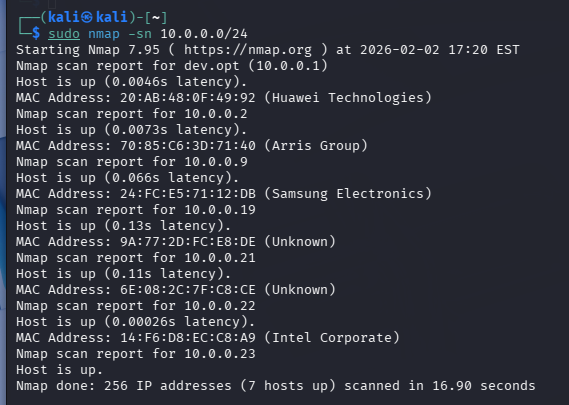 ┌──(kali㉿kali)-[~]
└─$ sudo nmap -sn 10.0.0.0/24
Starting Nmap 7.95 ( https://nmap.org ) at 2026-02-02 17:20 EST
Nmap scan report for dev.opt (10.0.0.1)
Host is up (0.0046s latency).
MAC Address: 20:AB:48:0F:49:92 (Huawei Technologies)
Nmap scan report for 10.0.0.2
Host is up (0.0073s latency).
MAC Address: 70:85:C6:3D:71:40 (Arris Group)
Nmap scan report for 10.0.0.9
Host is up (0.066s latency).
MAC Address: 24:FC:E5:71:12:DB (Samsung Electronics)
Nmap scan report for 10.0.0.19
Host is up (0.13s latency).
MAC Address: 9A:77:2D:FC:E8:DE (Unknown)
Nmap scan report for 10.0.0.21
Host is up (0.11s latency).
MAC Address: 6E:08:2C:7F:C8:CE (Unknown)
Nmap scan report for 10.0.0.22
Host is up (0.00026s latency).
MAC Address: 14:F6:D8:EC:C8:A9 (Intel Corporate)
Nmap scan report for 10.0.0.23
Host is up.
Nmap done: 256 IP addresses (7 hosts up) scanned in 16.90 seconds